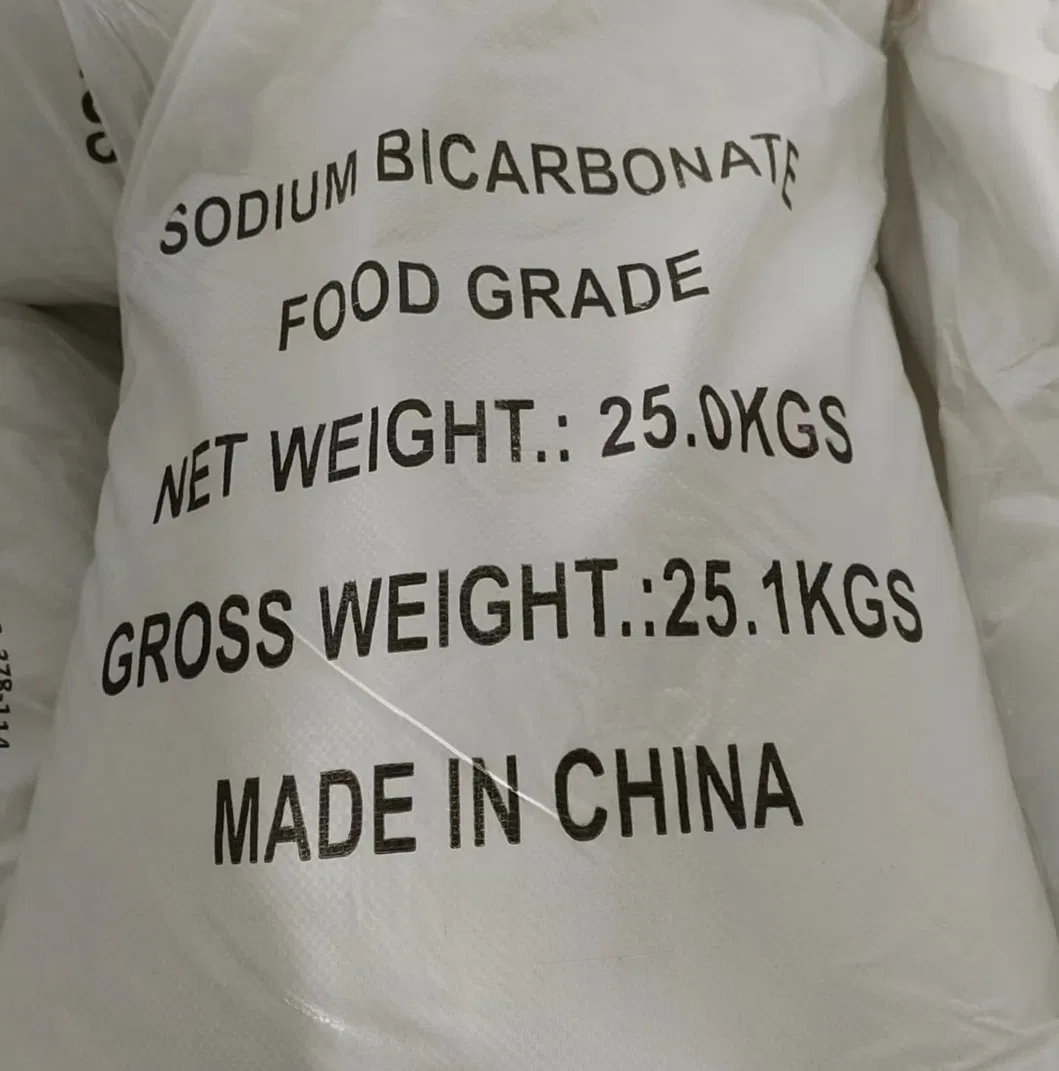 SODIUM BICARBONATE
FOOD GRADE
NET WEIGHT.: 25.0KGS
GROSS WEIGHT.:25.1KGS
MADE IN CHINA